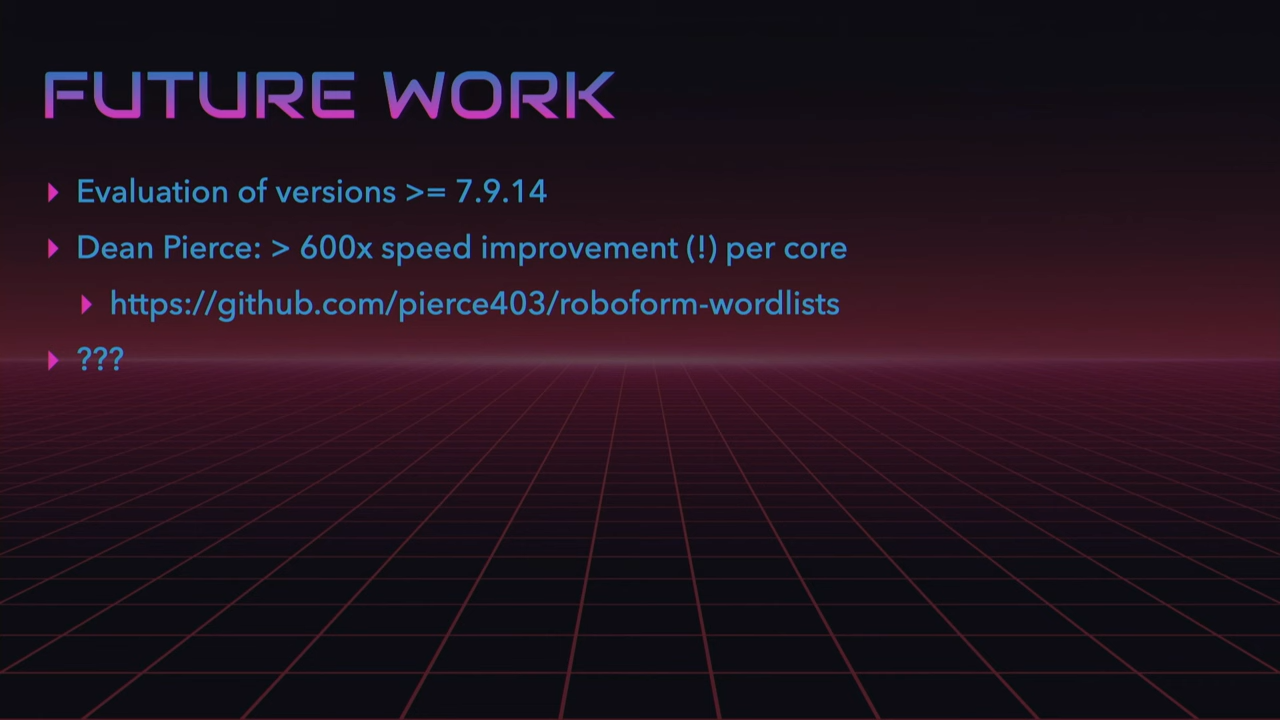 FUTURE WORK
Evaluation of versions >= 7.9.14
Dean Pierce: > 600x speed improvement (!) per core
https://github.com/pierce403/roboform-wordlists
???